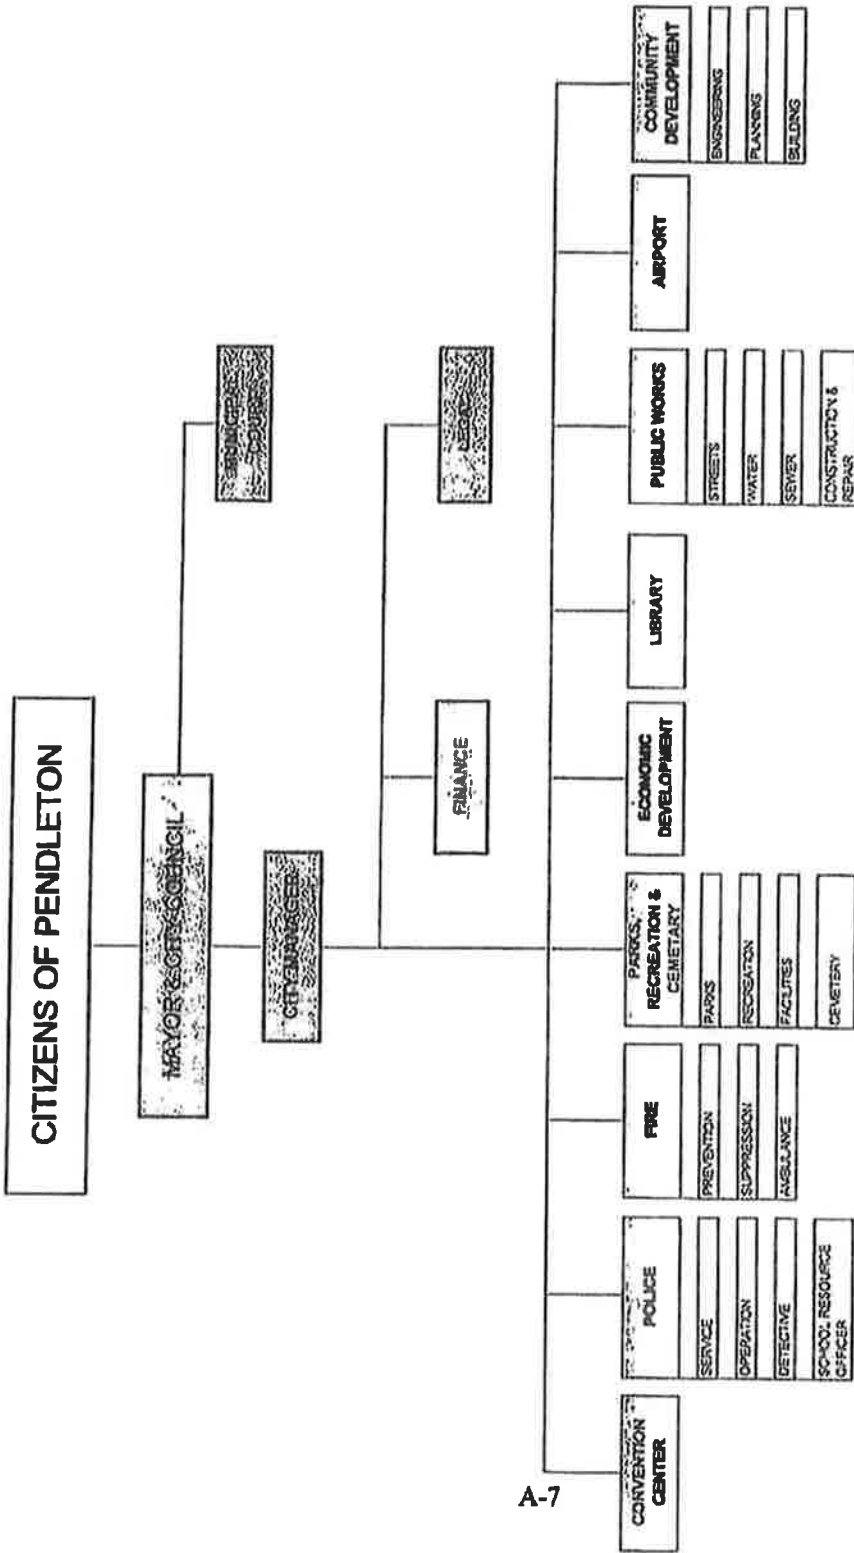 CITIZENS OF PENDLETON
MAYOR & CITY COUNCIL
MUNICIPAL
COURT
CITY MANAGER
FINANCE
LEGAL
CONVENTION
CENTER
POLICE
SERVICE
OPERATION
DETECTIVE
SCHOOL RESOURCE
OFFICER
FIRE
PREVENTION
SUPPRESSION
AMBULANCE
PARKS,
RECREATION &
CEMETARY
PARKS
RECREATION
FACILITIES
CEMETERY
ECONOMIC
DEVELOPMENT
LIBRARY
PUBLIC WORKS
STREETS
WATER
SEWER
CONSTRUCTION &
REPAIR
AIRPORT
COMMUNITY
DEVELOPMENT
ENGINEERING
PLANNING
BUILDING
A-7